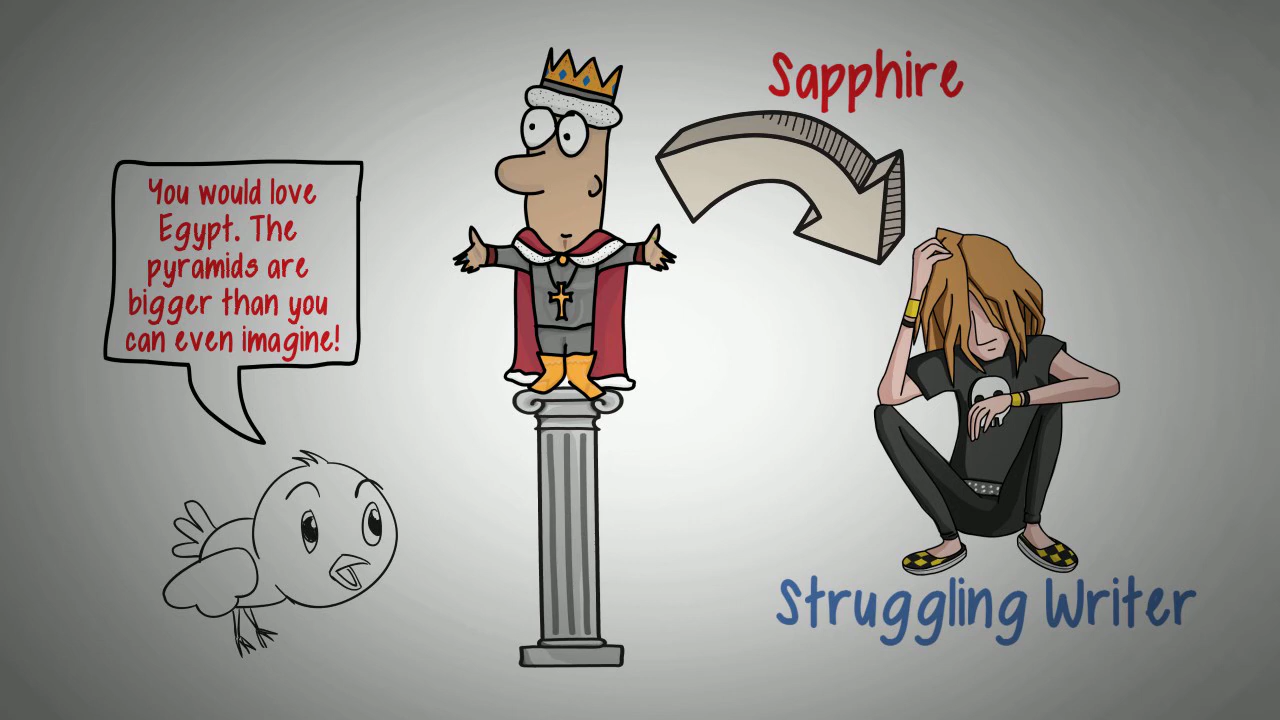 You would love
Egypt. The
pyramids are
bigger than you
can even imagine!
Sapphire
Struggling Writer